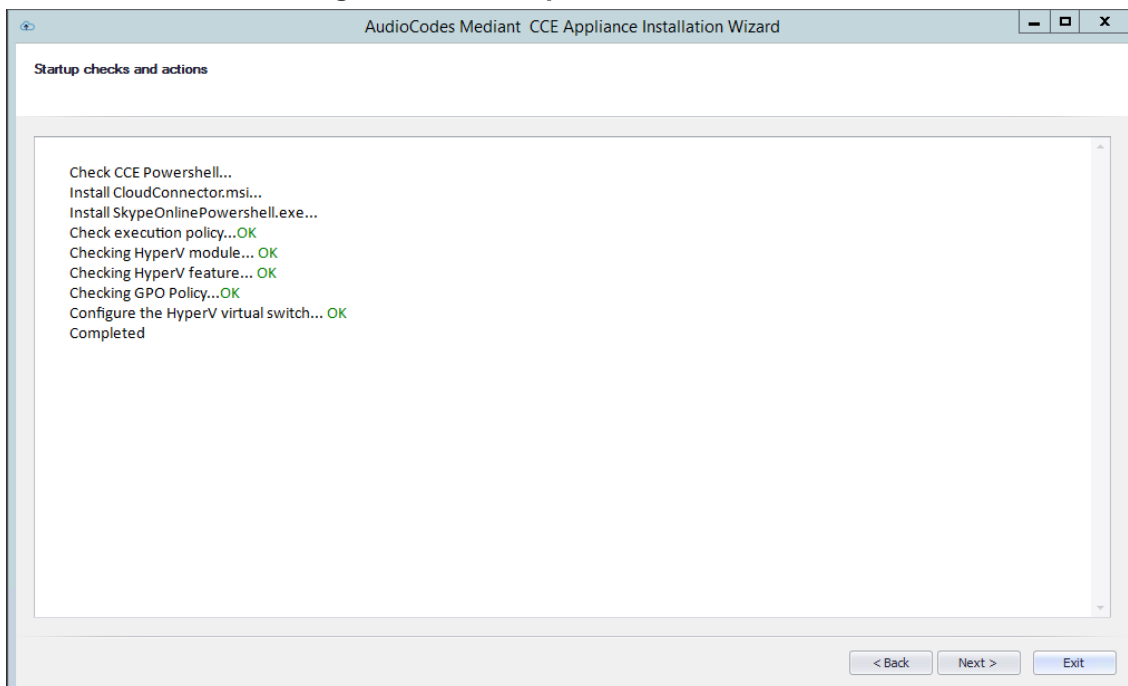 AudioCodes Mediant CCE Appliance Installation Wizard
Startup checks and actions
Check CCE Powershell...
Install CloudConnector.msi...
Install SkypeOnlinePowershell.exe...
Check execution policy...OK
Checking HyperV module... OK
Checking HyperV feature... OK
Checking GPO Policy...OK
Configure the HyperV virtual switch... OK
Completed
< Back Next > Exit